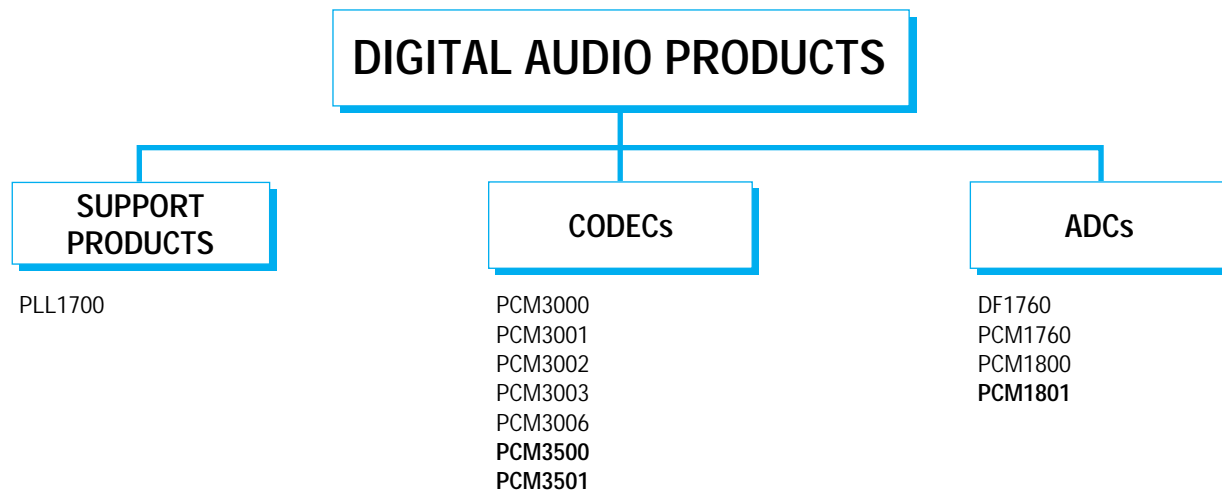 DIGITAL AUDIO PRODUCTS
SUPPORT
PRODUCTS
PLL1700
CODECs
PCM3000
PCM3001
PCM3002
PCM3003
PCM3006
PCM3500
PCM3501
ADCs
DF1760
PCM1760
PCM1800
PCM1801